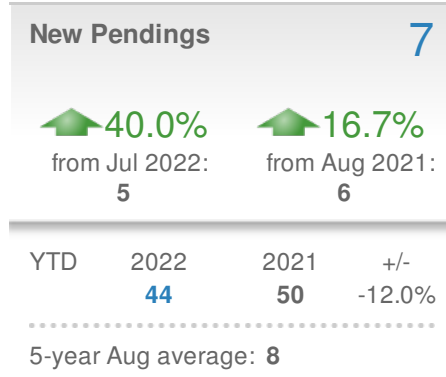 New Pendings 7
40.0% 16.7%
from Jul 2022: from Aug 2021:
5 6
YTD 2022 2021 +/-
44 50 -12.0%
5-year Aug average: 8